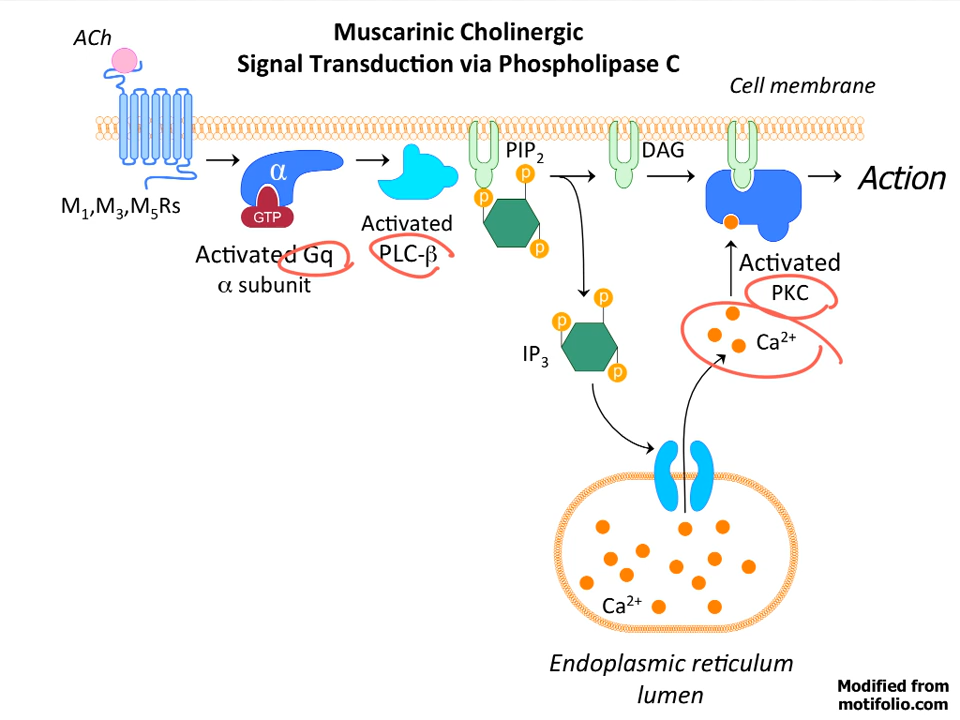 Muscarinic Cholinergic
Signal Transduction via Phospholipase C
ACh
Cell membrane
M₁,M₃,M₅Rs
α
GTP
Activated Gq
α subunit
Activated
PLC-β
PIP₂
p
p
p
DAG
Action
Activated
PKC
Ca²⁺
IP₃
p
p
p
Ca²⁺
Endoplasmic reticulum
lumen
Modified from
motifolio.com